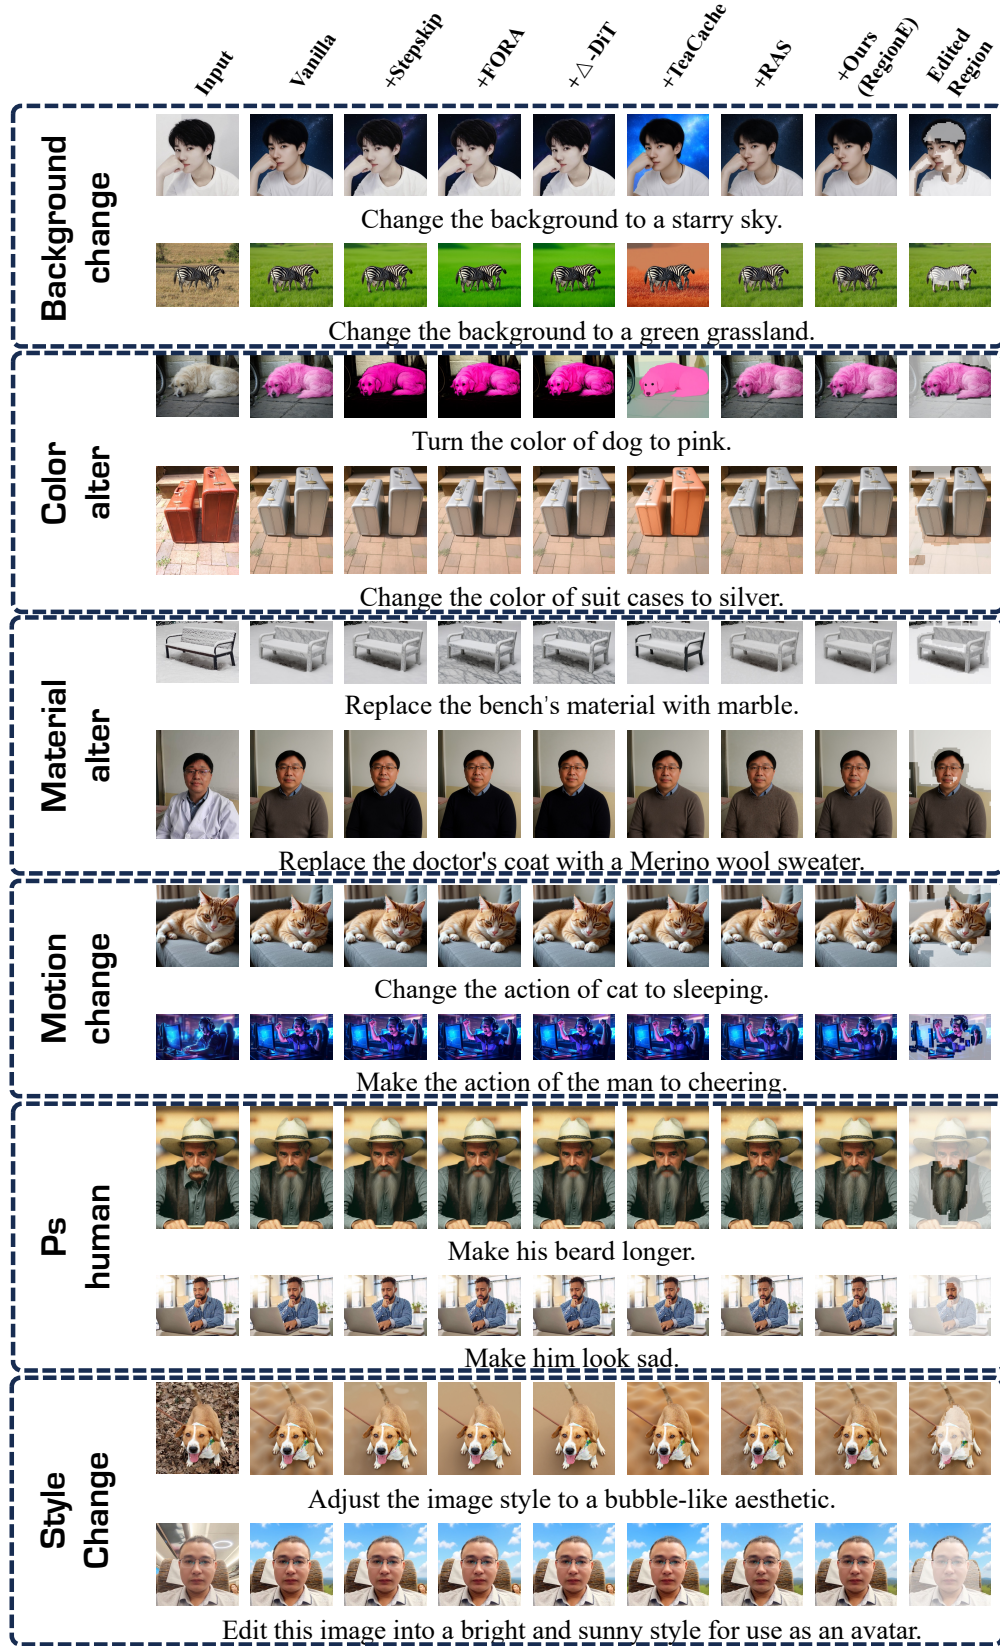 Input
Vanilla
+Stepskip
+FORA
+△-DiT
+TeaCache
+RAS
+Ours
(RegionE)
Edited
Region
Background
change
Change the background to a starry sky.
Change the background to a green grassland.
Color
alter
Turn the color of dog to pink.
Change the color of suit cases to silver.
Material
alter
Replace the bench's material with marble.
Replace the doctor's coat with a Merino wool sweater.
Motion
change
Change the action of cat to sleeping.
Make the action of the man to cheering.
Ps
human
Make his beard longer.
Make him look sad.
Style
Change
Adjust the image style to a bubble-like aesthetic.
Edit this image into a bright and sunny style for use as an avatar.